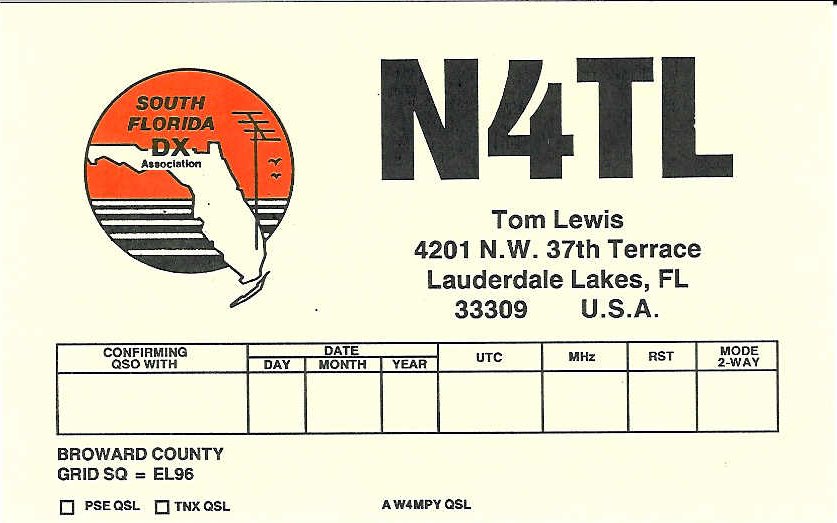 SOUTH
FLORIDA
DX
Association
N4TL
Tom Lewis
4201 N.W. 37th Terrace
Lauderdale Lakes, FL
33309 U.S.A.
CONFIRMING
QSO WITH
DATE
DAY MONTH YEAR
UTC
MHz
RST
MODE
2-WAY
BROWARD COUNTY
GRID SQ = EL96
PSE QSL TNX QSL
A W4MPY QSL